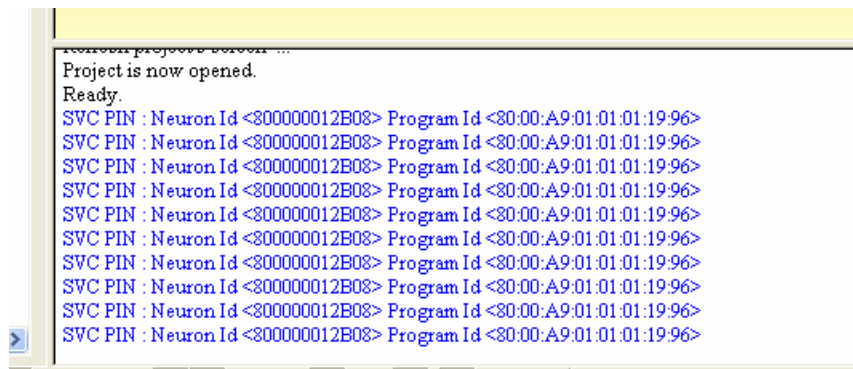 Refresh project's screen ...
Project is now opened.
Ready.
SVC PIN : Neuron Id <800000012B08> Program Id <80:00:A9:01:01:01:19:96>
SVC PIN : Neuron Id <800000012B08> Program Id <80:00:A9:01:01:01:19:96>
SVC PIN : Neuron Id <800000012B08> Program Id <80:00:A9:01:01:01:19:96>
SVC PIN : Neuron Id <800000012B08> Program Id <80:00:A9:01:01:01:19:96>
SVC PIN : Neuron Id <800000012B08> Program Id <80:00:A9:01:01:01:19:96>
SVC PIN : Neuron Id <800000012B08> Program Id <80:00:A9:01:01:01:19:96>
SVC PIN : Neuron Id <800000012B08> Program Id <80:00:A9:01:01:01:19:96>
SVC PIN : Neuron Id <800000012B08> Program Id <80:00:A9:01:01:01:19:96>
SVC PIN : Neuron Id <800000012B08> Program Id <80:00:A9:01:01:01:19:96>
SVC PIN : Neuron Id <800000012B08> Program Id <80:00:A9:01:01:01:19:96>